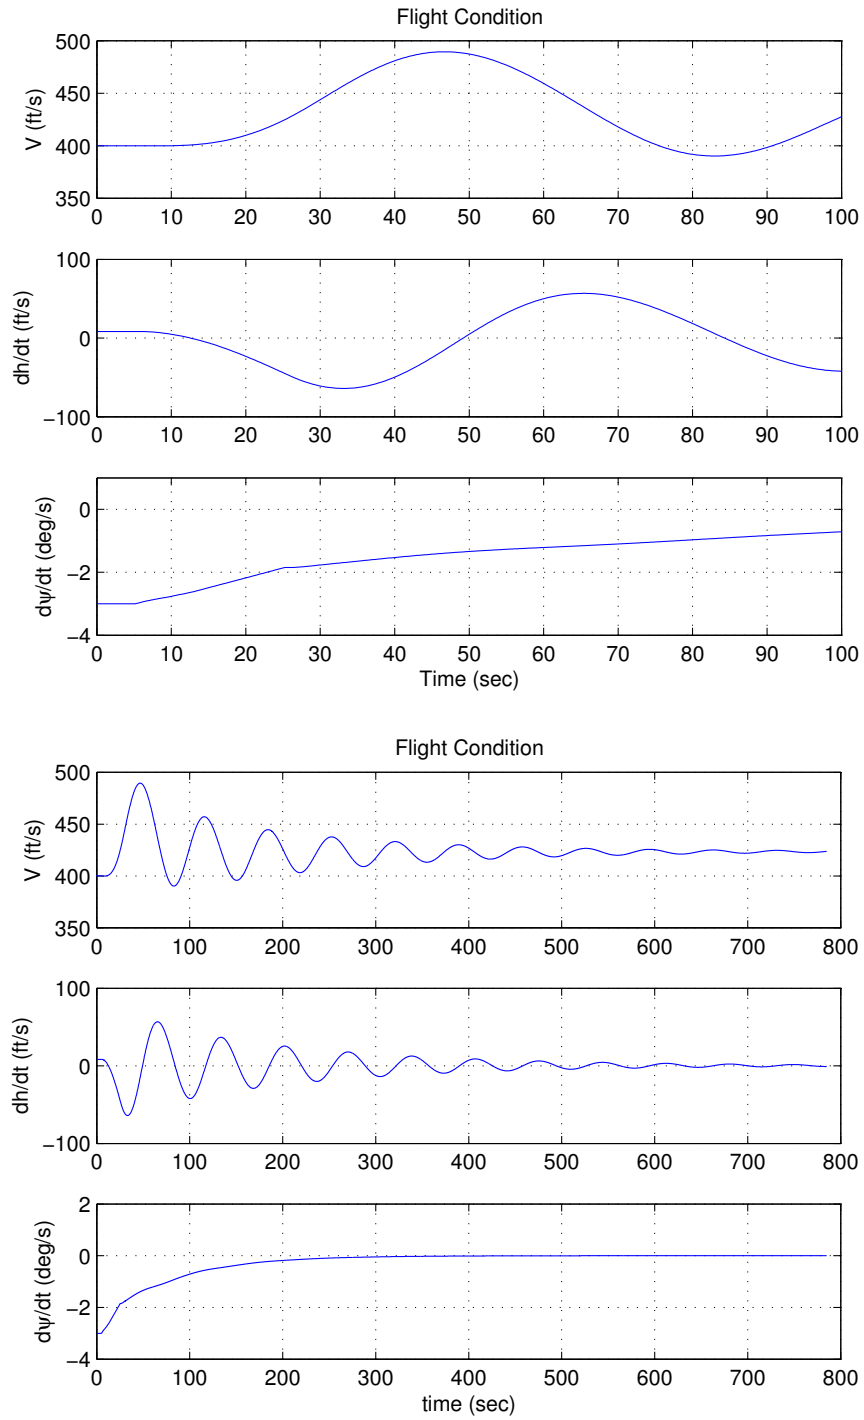 Flight Condition
500
450
400
350
V (ft/s)
0 10 20 30 40 50 60 70 80 90 100
100
0
−100
dh/dt (ft/s)
0 10 20 30 40 50 60 70 80 90 100
0
−2
−4
dψ/dt (deg/s)
0 10 20 30 40 50 60 70 80 90 100
Time (sec)
Flight Condition
500
450
400
350
V (ft/s)
0 100 200 300 400 500 600 700 800
100
0
−100
dh/dt (ft/s)
0 100 200 300 400 500 600 700 800
2
0
−2
−4
dψ/dt (deg/s)
0 100 200 300 400 500 600 700 800
time (sec)